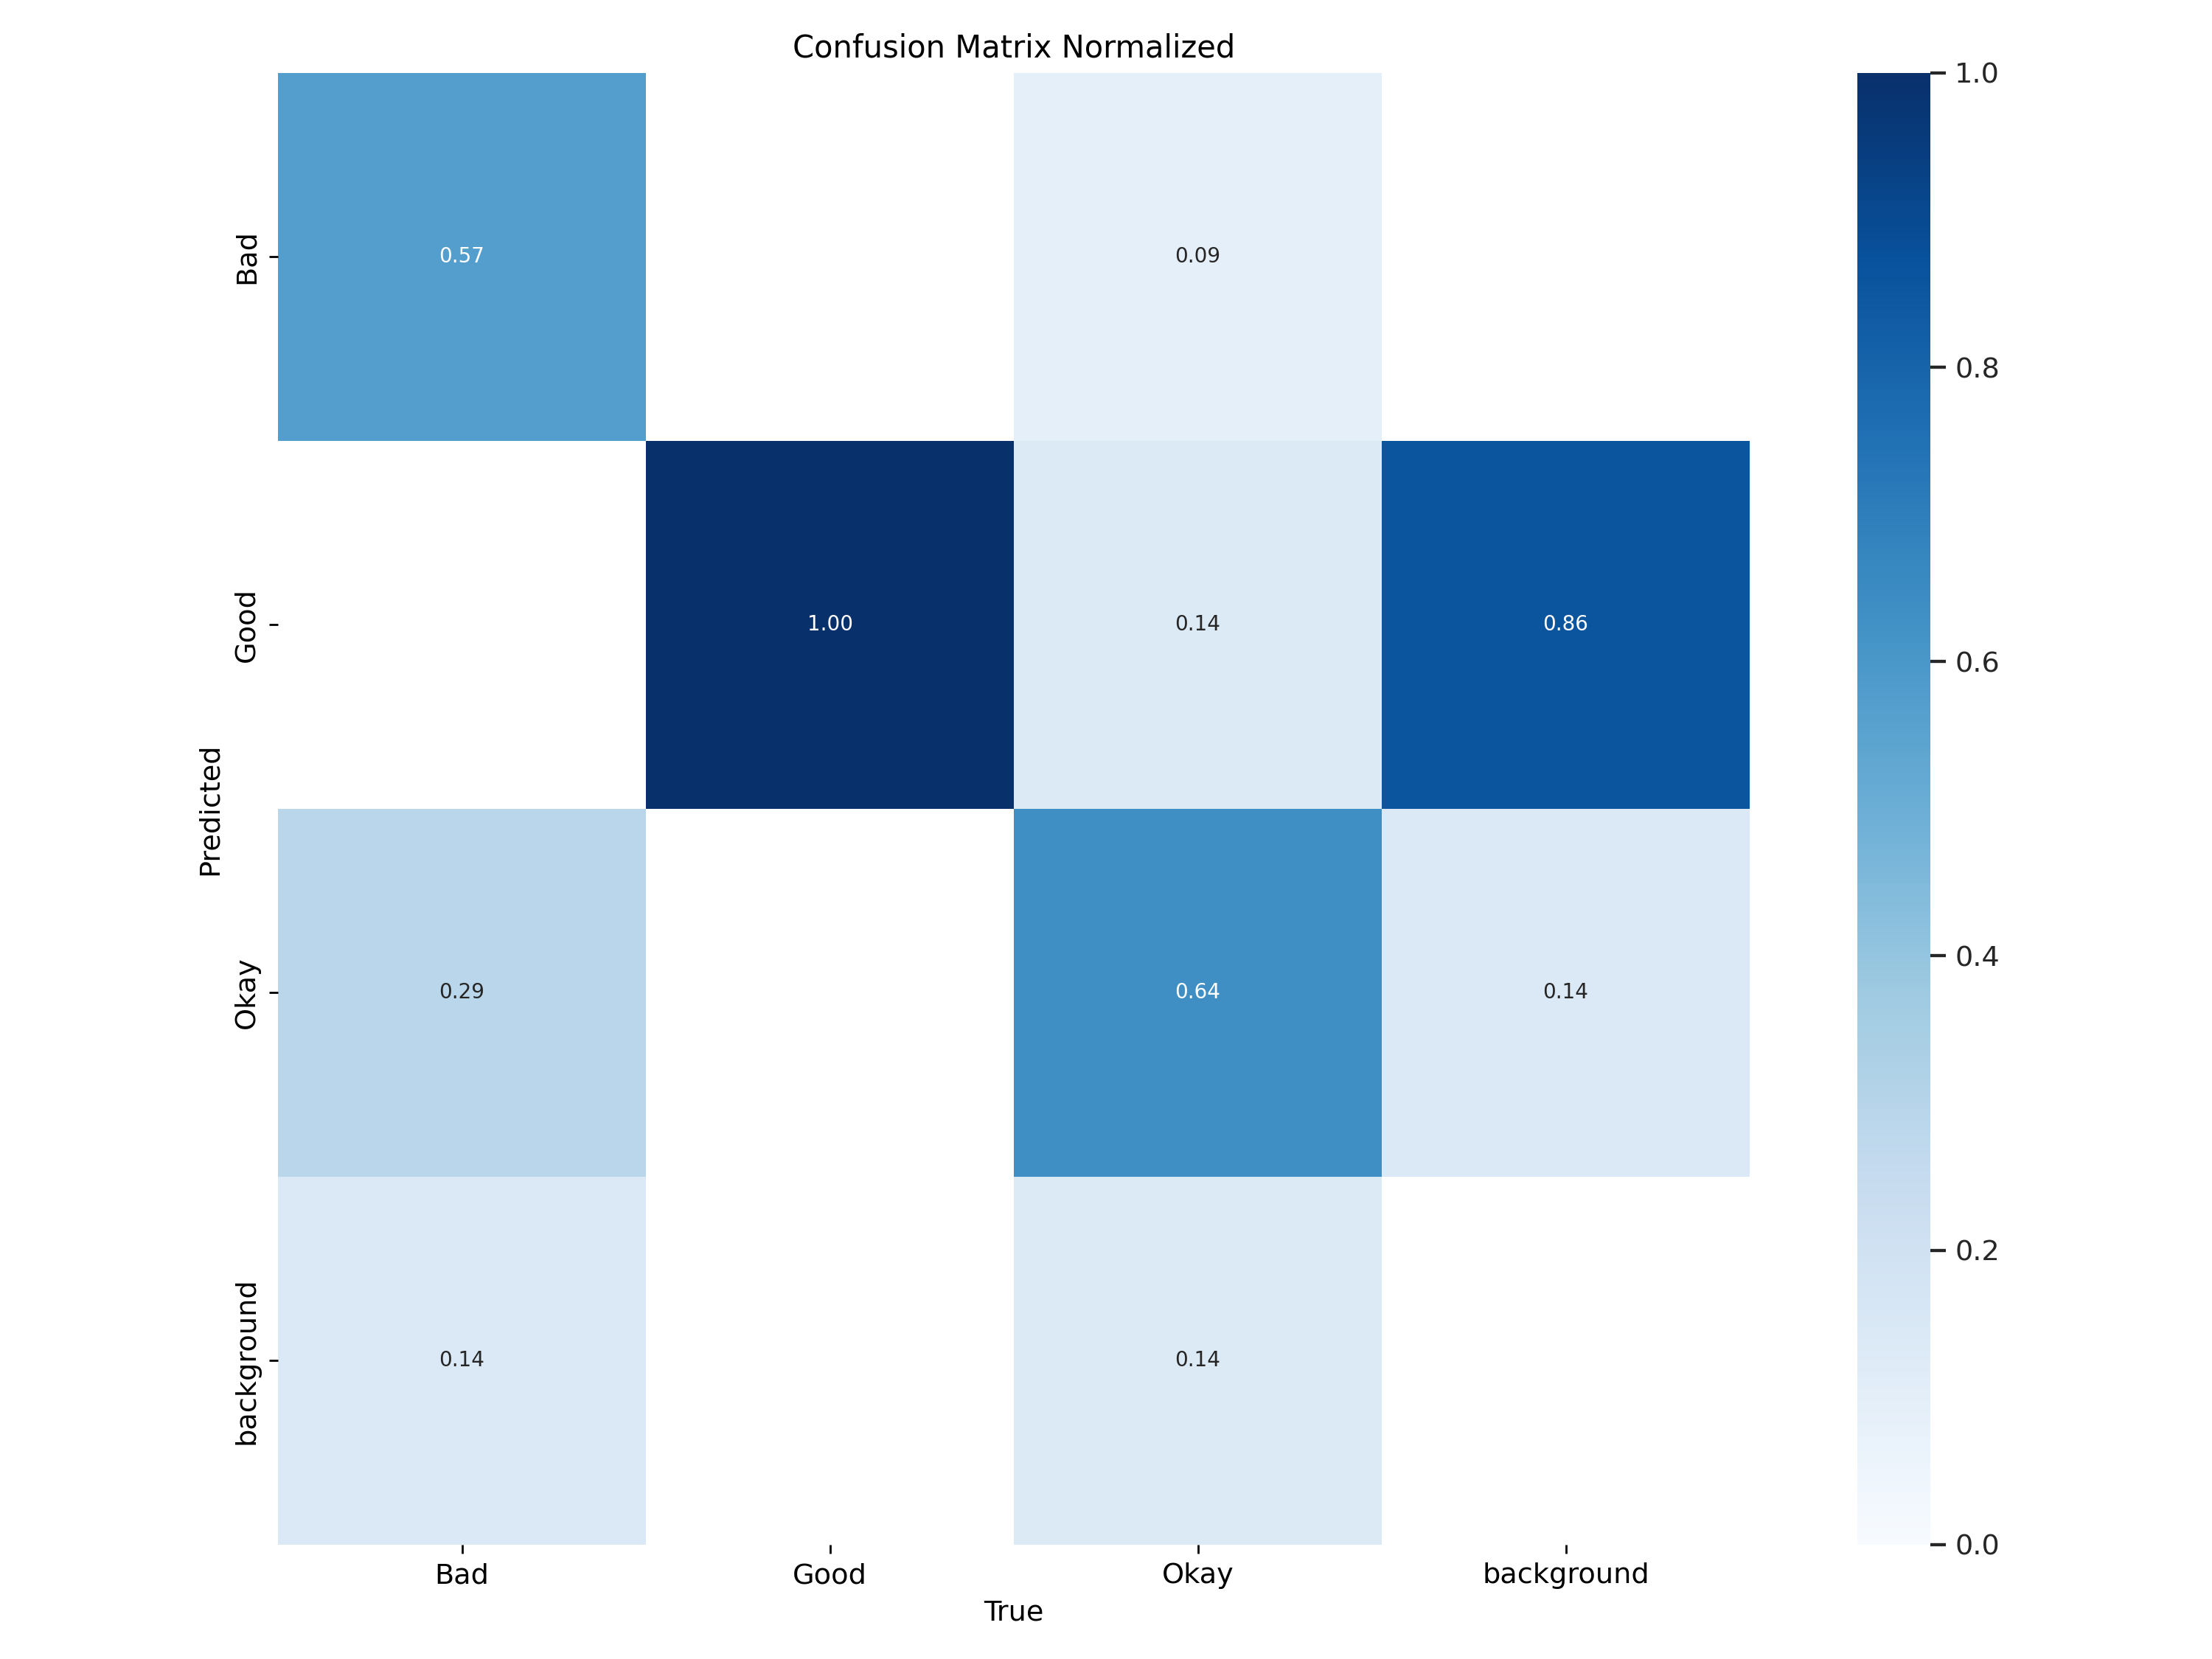 Confusion Matrix Normalized
Bad
Good
Okay
background
Predicted
0.57
0.09
1.00
0.14
0.86
0.29
0.64
0.14
0.14
0.14
Bad
Good
Okay
background
True
1.0
0.8
0.6
0.4
0.2
0.0